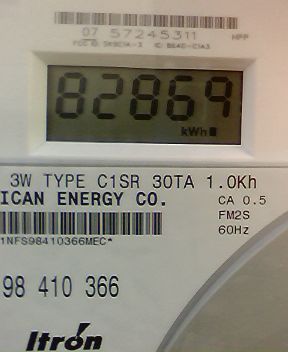 07 57245311
82869
kWh
3W TYPE C1SR 30TA 1.0Kh
ICAN ENERGY CO.
CA 0.5
FM2S
60Hz
1NFS98410366MEC*
98 410 366
Itron